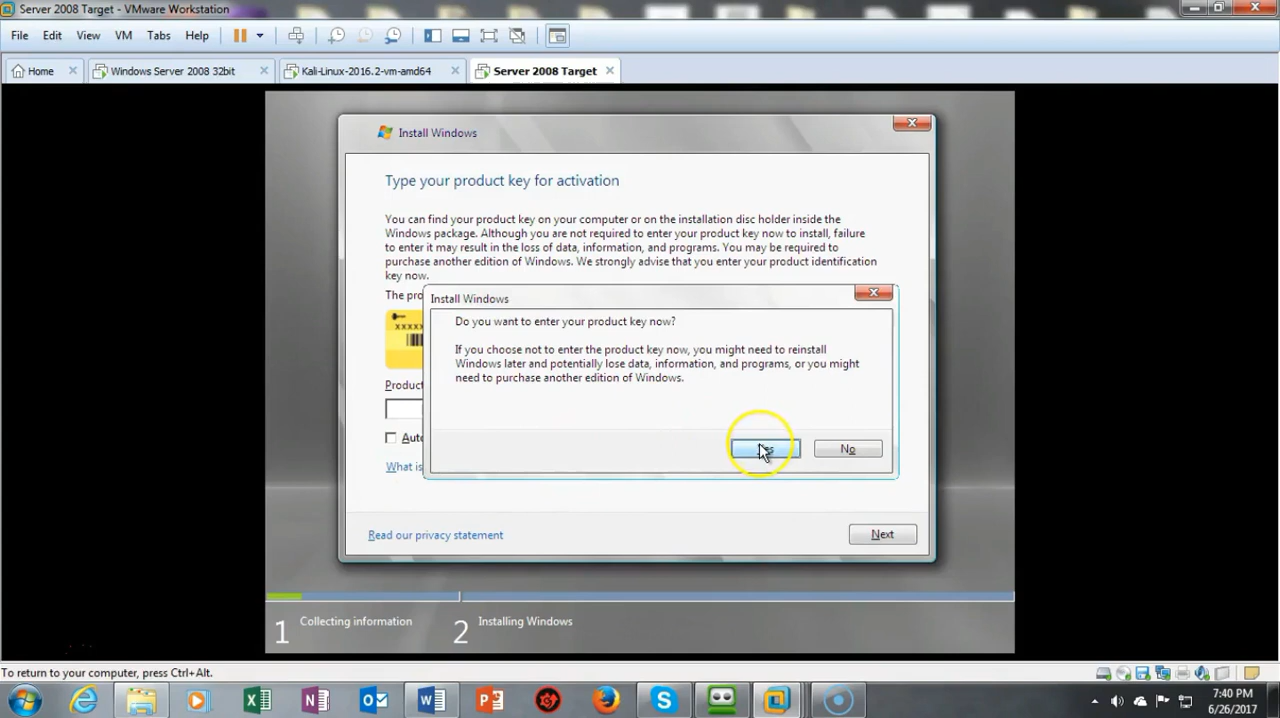 Server 2008 Target - VMware Workstation
File Edit View VM Tabs Help
Home Windows Server 2008 32bit Kali-Linux-2016.2-vm-amd64 Server 2008 Target
Install Windows
Type your product key for activation
You can find your product key on your computer or on the installation disc holder inside the
Windows package. Although you are not required to enter your product key now to install, failure
to enter it may result in the loss of data, information, and programs. You may be required to
purchase another edition of Windows. We strongly advise that you enter your product identification
key now.
The pro
Install Windows
Do you want to enter your product key now?
If you choose not to enter the product key now, you might need to reinstall
Windows later and potentially lose data, information, and programs, or you might
need to purchase another edition of Windows.
No
Produc
Auto
What is
Read our privacy statement
Next
1 Collecting information 2 Installing Windows
To return to your computer, press Ctrl+Alt.
7:40 PM
6/26/2017